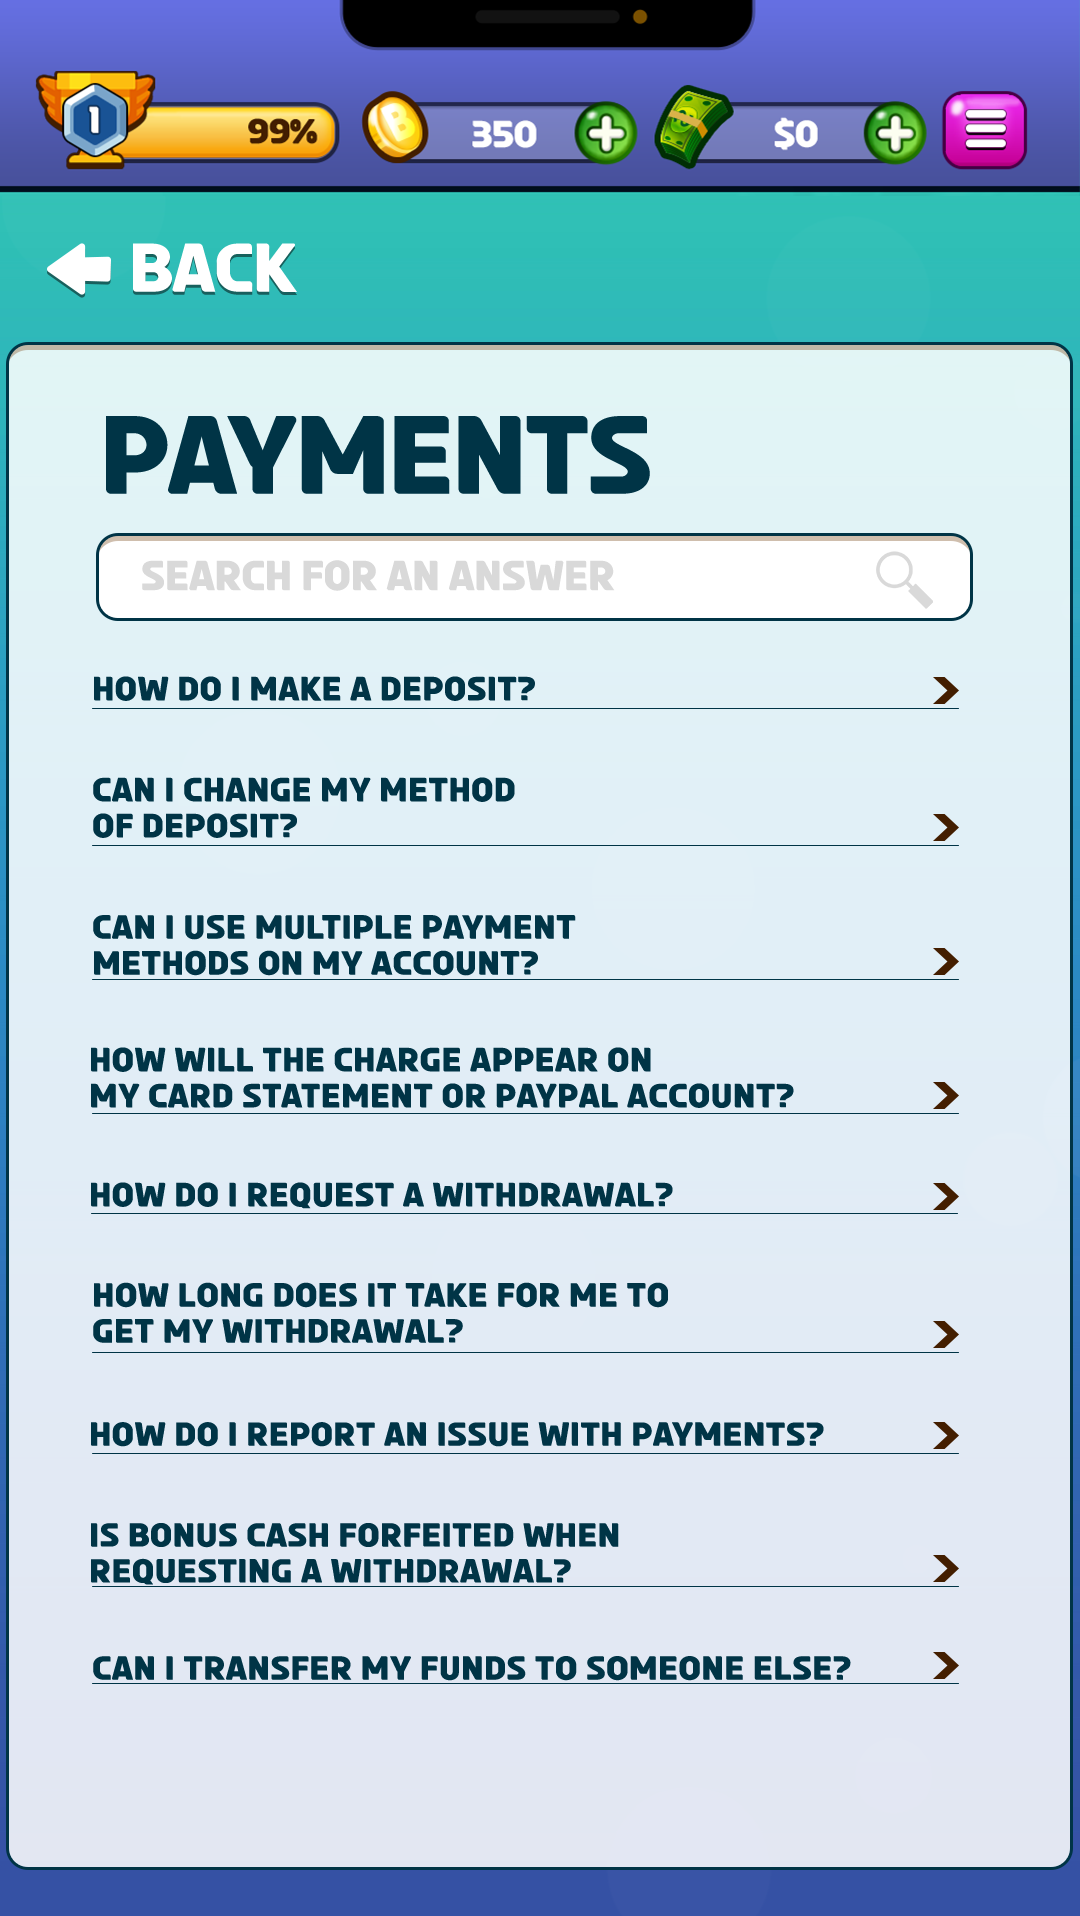 1
99%
B
350
$0
BACK
PAYMENTS
SEARCH FOR AN ANSWER
HOW DO I MAKE A DEPOSIT?
CAN I CHANGE MY METHOD
OF DEPOSIT?
CAN I USE MULTIPLE PAYMENT
METHODS ON MY ACCOUNT?
HOW WILL THE CHARGE APPEAR ON
MY CARD STATEMENT OR PAYPAL ACCOUNT?
HOW DO I REQUEST A WITHDRAWAL?
HOW LONG DOES IT TAKE FOR ME TO
GET MY WITHDRAWAL?
HOW DO I REPORT AN ISSUE WITH PAYMENTS?
IS BONUS CASH FORFEITED WHEN
REQUESTING A WITHDRAWAL?
CAN I TRANSFER MY FUNDS TO SOMEONE ELSE?